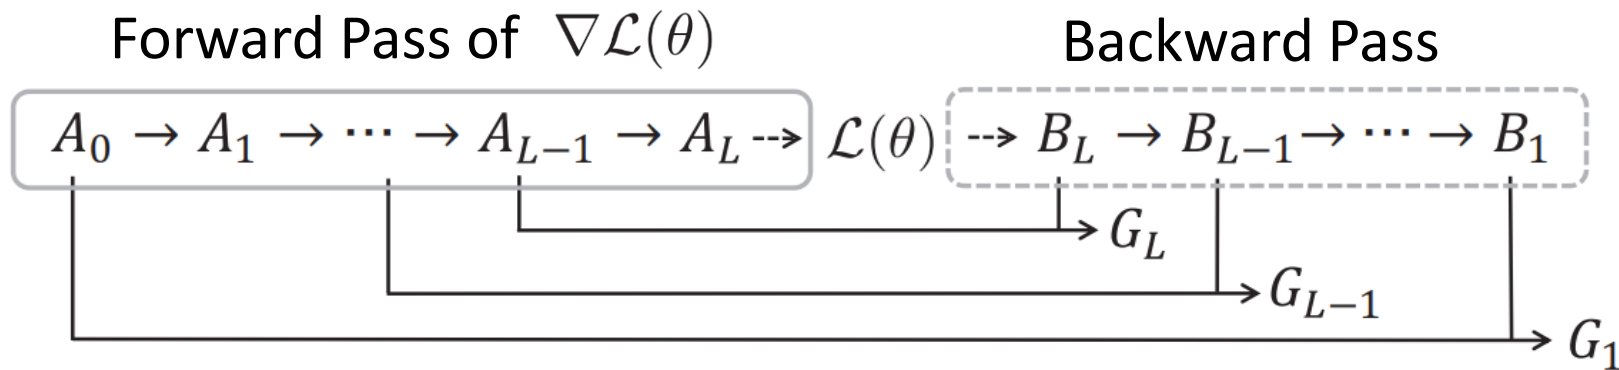 Forward Pass of ∇ℒ(θ)
Backward Pass
A₀ → A₁ → ⋯ → A_{L−1} → A_L ⇢ ℒ(θ) ⇢ B_L → B_{L−1} → ⋯ → B₁
G_L
G_{L−1}
G₁